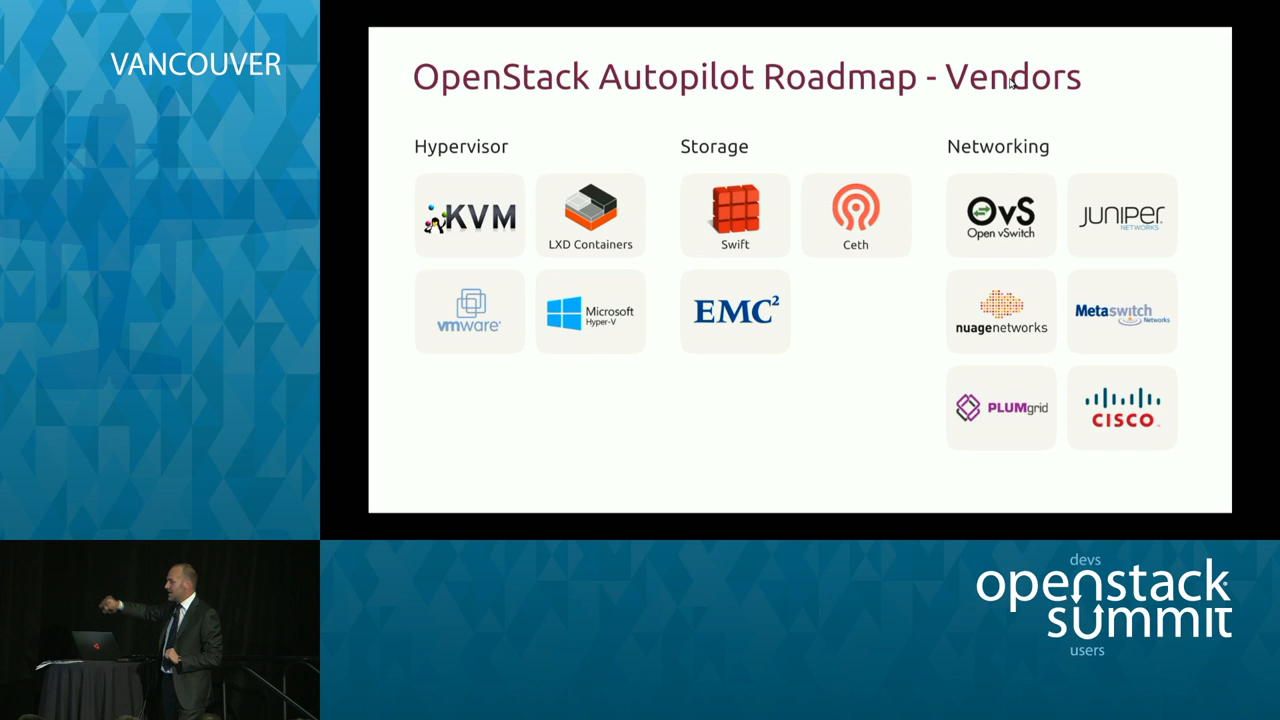 VANCOUVER
OpenStack Autopilot Roadmap - Vendors
Hypervisor
Storage
Networking
KVM
LXD Containers
Swift
Ceth
OvS
Open vSwitch
JUNIPER
NETWORKS
vmware
Microsoft
Hyper-V
EMC²
nuagenetworks
Metaswitch
Networks
PLUMgrid
CISCO
devs
openstack
summit
users